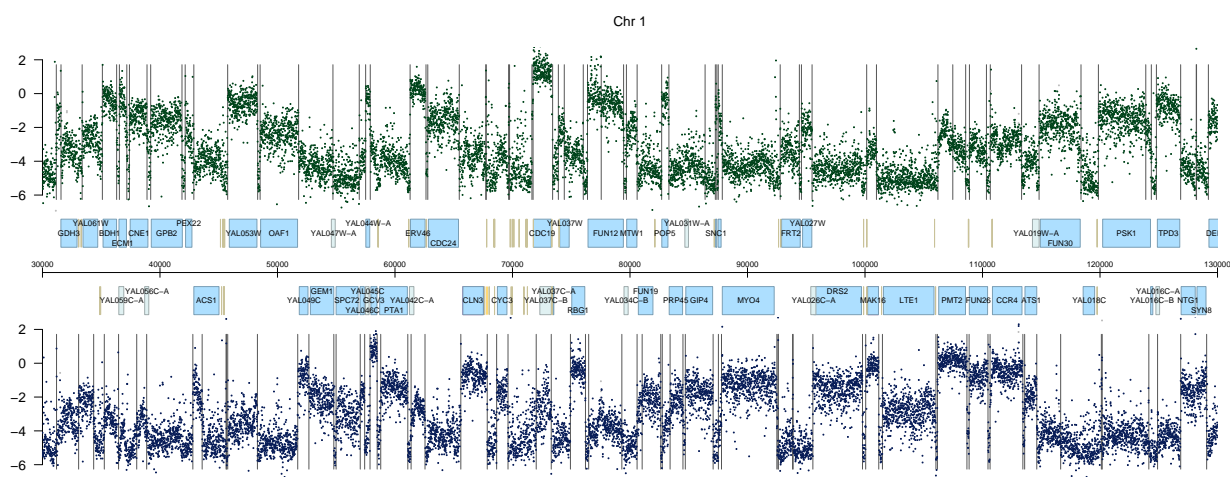 Chr 1
2
0
−2
−4
−6
YAL061W PEX22 YAL044W−A YAL037W YAL031W−A YAL027W
GDH3 BDH1 CNE1 GPB2 YAL053W OAF1 YAL047W−A ERV46 CDC19 FUN12 MTW1 POP5 SNC1 FRT2 YAL019W−A PSK1 TPD3 DEP
ECM1 CDC24 FUN30
30000 40000 50000 60000 70000 80000 90000 100000 110000 120000 130000
YAL056C−A GEM1 YAL045C YAL037C−A FUN19 DRS2 YAL016C−A
YAL059C−A ACS1 YAL049C SPC72 GCV3 YAL042C−A CLN3 CYC3 YAL037C−B YAL034C−B PRP45 GIP4 MYO4 YAL026C−A MAK16 LTE1 PMT2 FUN26 CCR4 ATS1 YAL018C YAL016C−B NTG1
YAL046C PTA1 RBG1 SYN8
2
0
−2
−4
−6